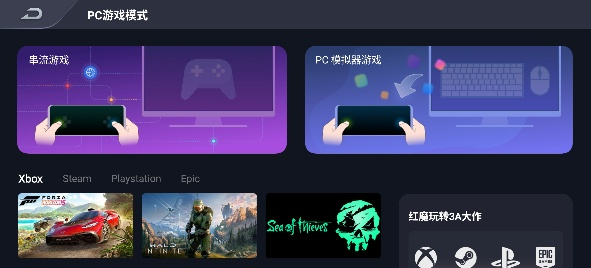 PC游戏模式
串流游戏
PC 模拟器游戏
Xbox
Steam
Playstation
Epic
FORZA HORIZON 5
HALO
INFINITE
Sea of Thieves
红魔玩转3A大作
EPIC
GAMES